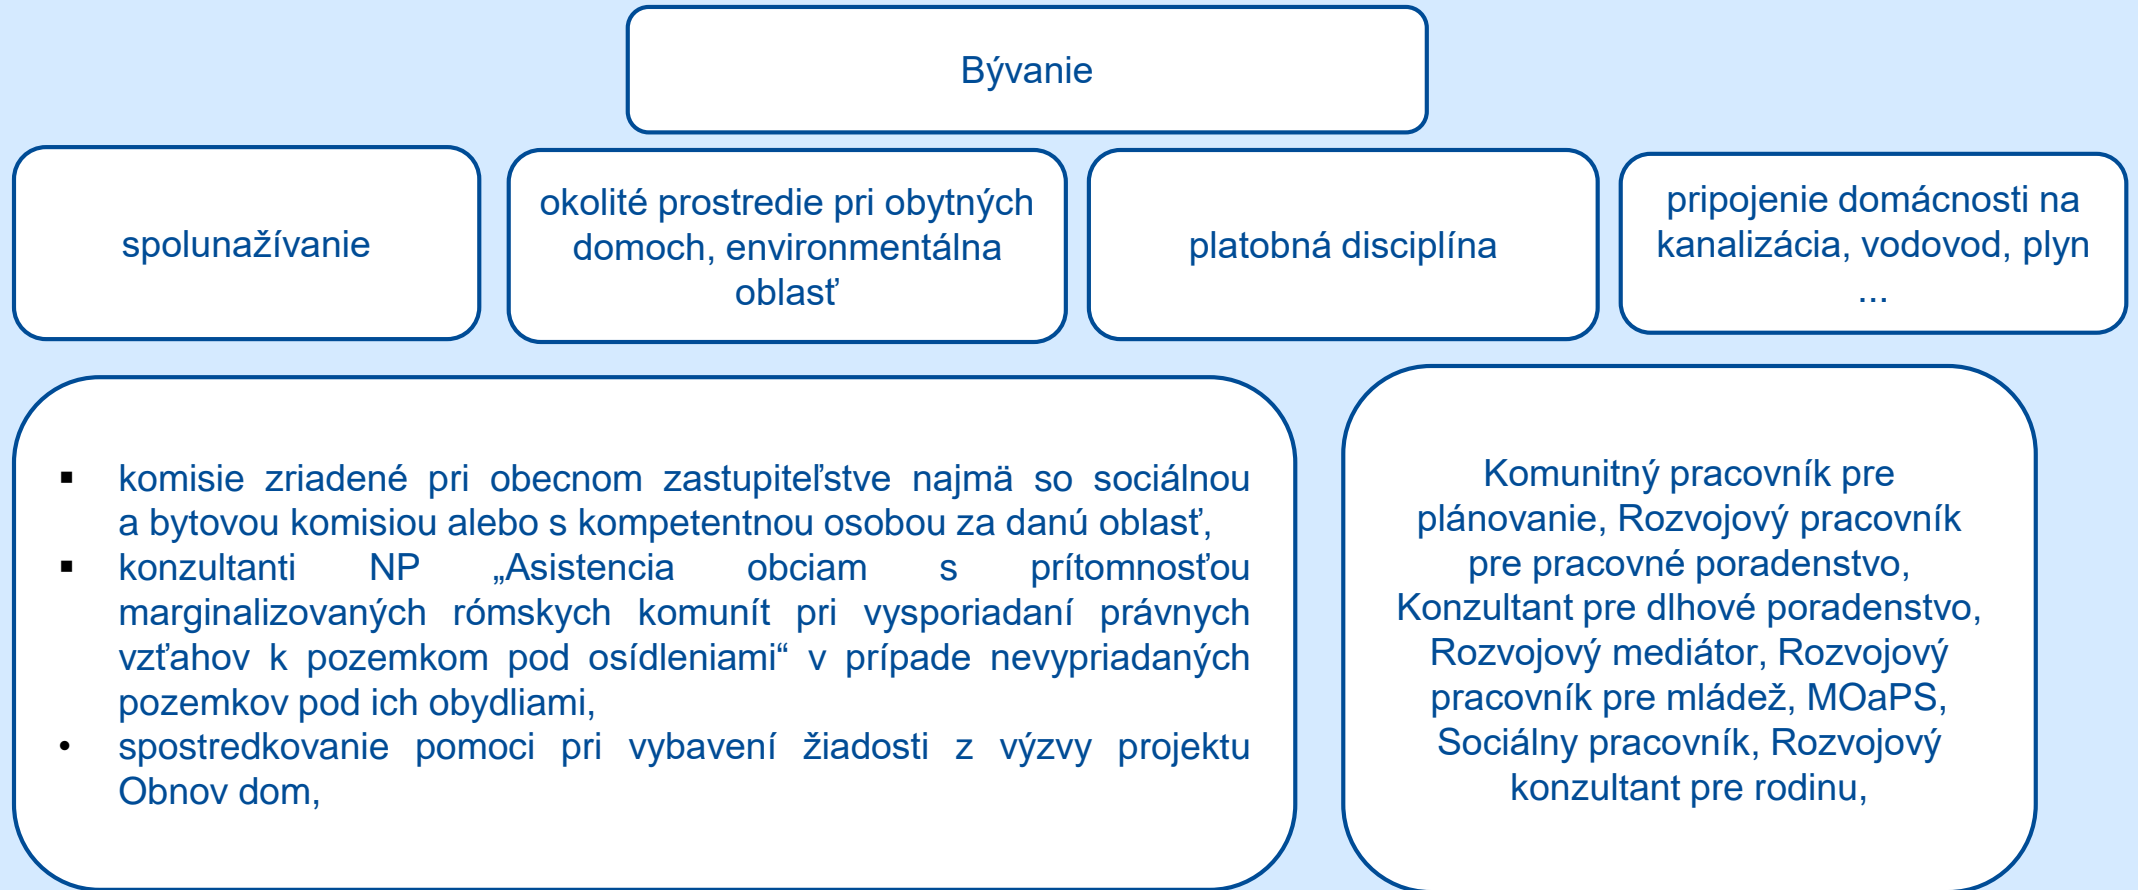 Bývanie
spolunažívanie
okolité prostredie pri obytných
domoch, environmentálna
oblasť
platobná disciplína
pripojenie domácnosti na
kanalizácia, vodovod, plyn
...
▪ komisie zriadené pri obecnom zastupiteľstve najmä so sociálnou
a bytovou komisiou alebo s kompetentnou osobou za danú oblasť,
▪ konzultanti NP „Asistencia obciam s prítomnosťou
marginalizovaných rómskych komunít pri vysporiadaní právnych
vzťahov k pozemkom pod osídleniami“ v prípade nevypriadaných
pozemkov pod ich obydliami,
• spostredkovanie pomoci pri vybavení žiadosti z výzvy projektu
Obnov dom,
Komunitný pracovník pre
plánovanie, Rozvojový pracovník
pre pracovné poradenstvo,
Konzultant pre dlhové poradenstvo,
Rozvojový mediátor, Rozvojový
pracovník pre mládež, MOaPS,
Sociálny pracovník, Rozvojový
konzultant pre rodinu,